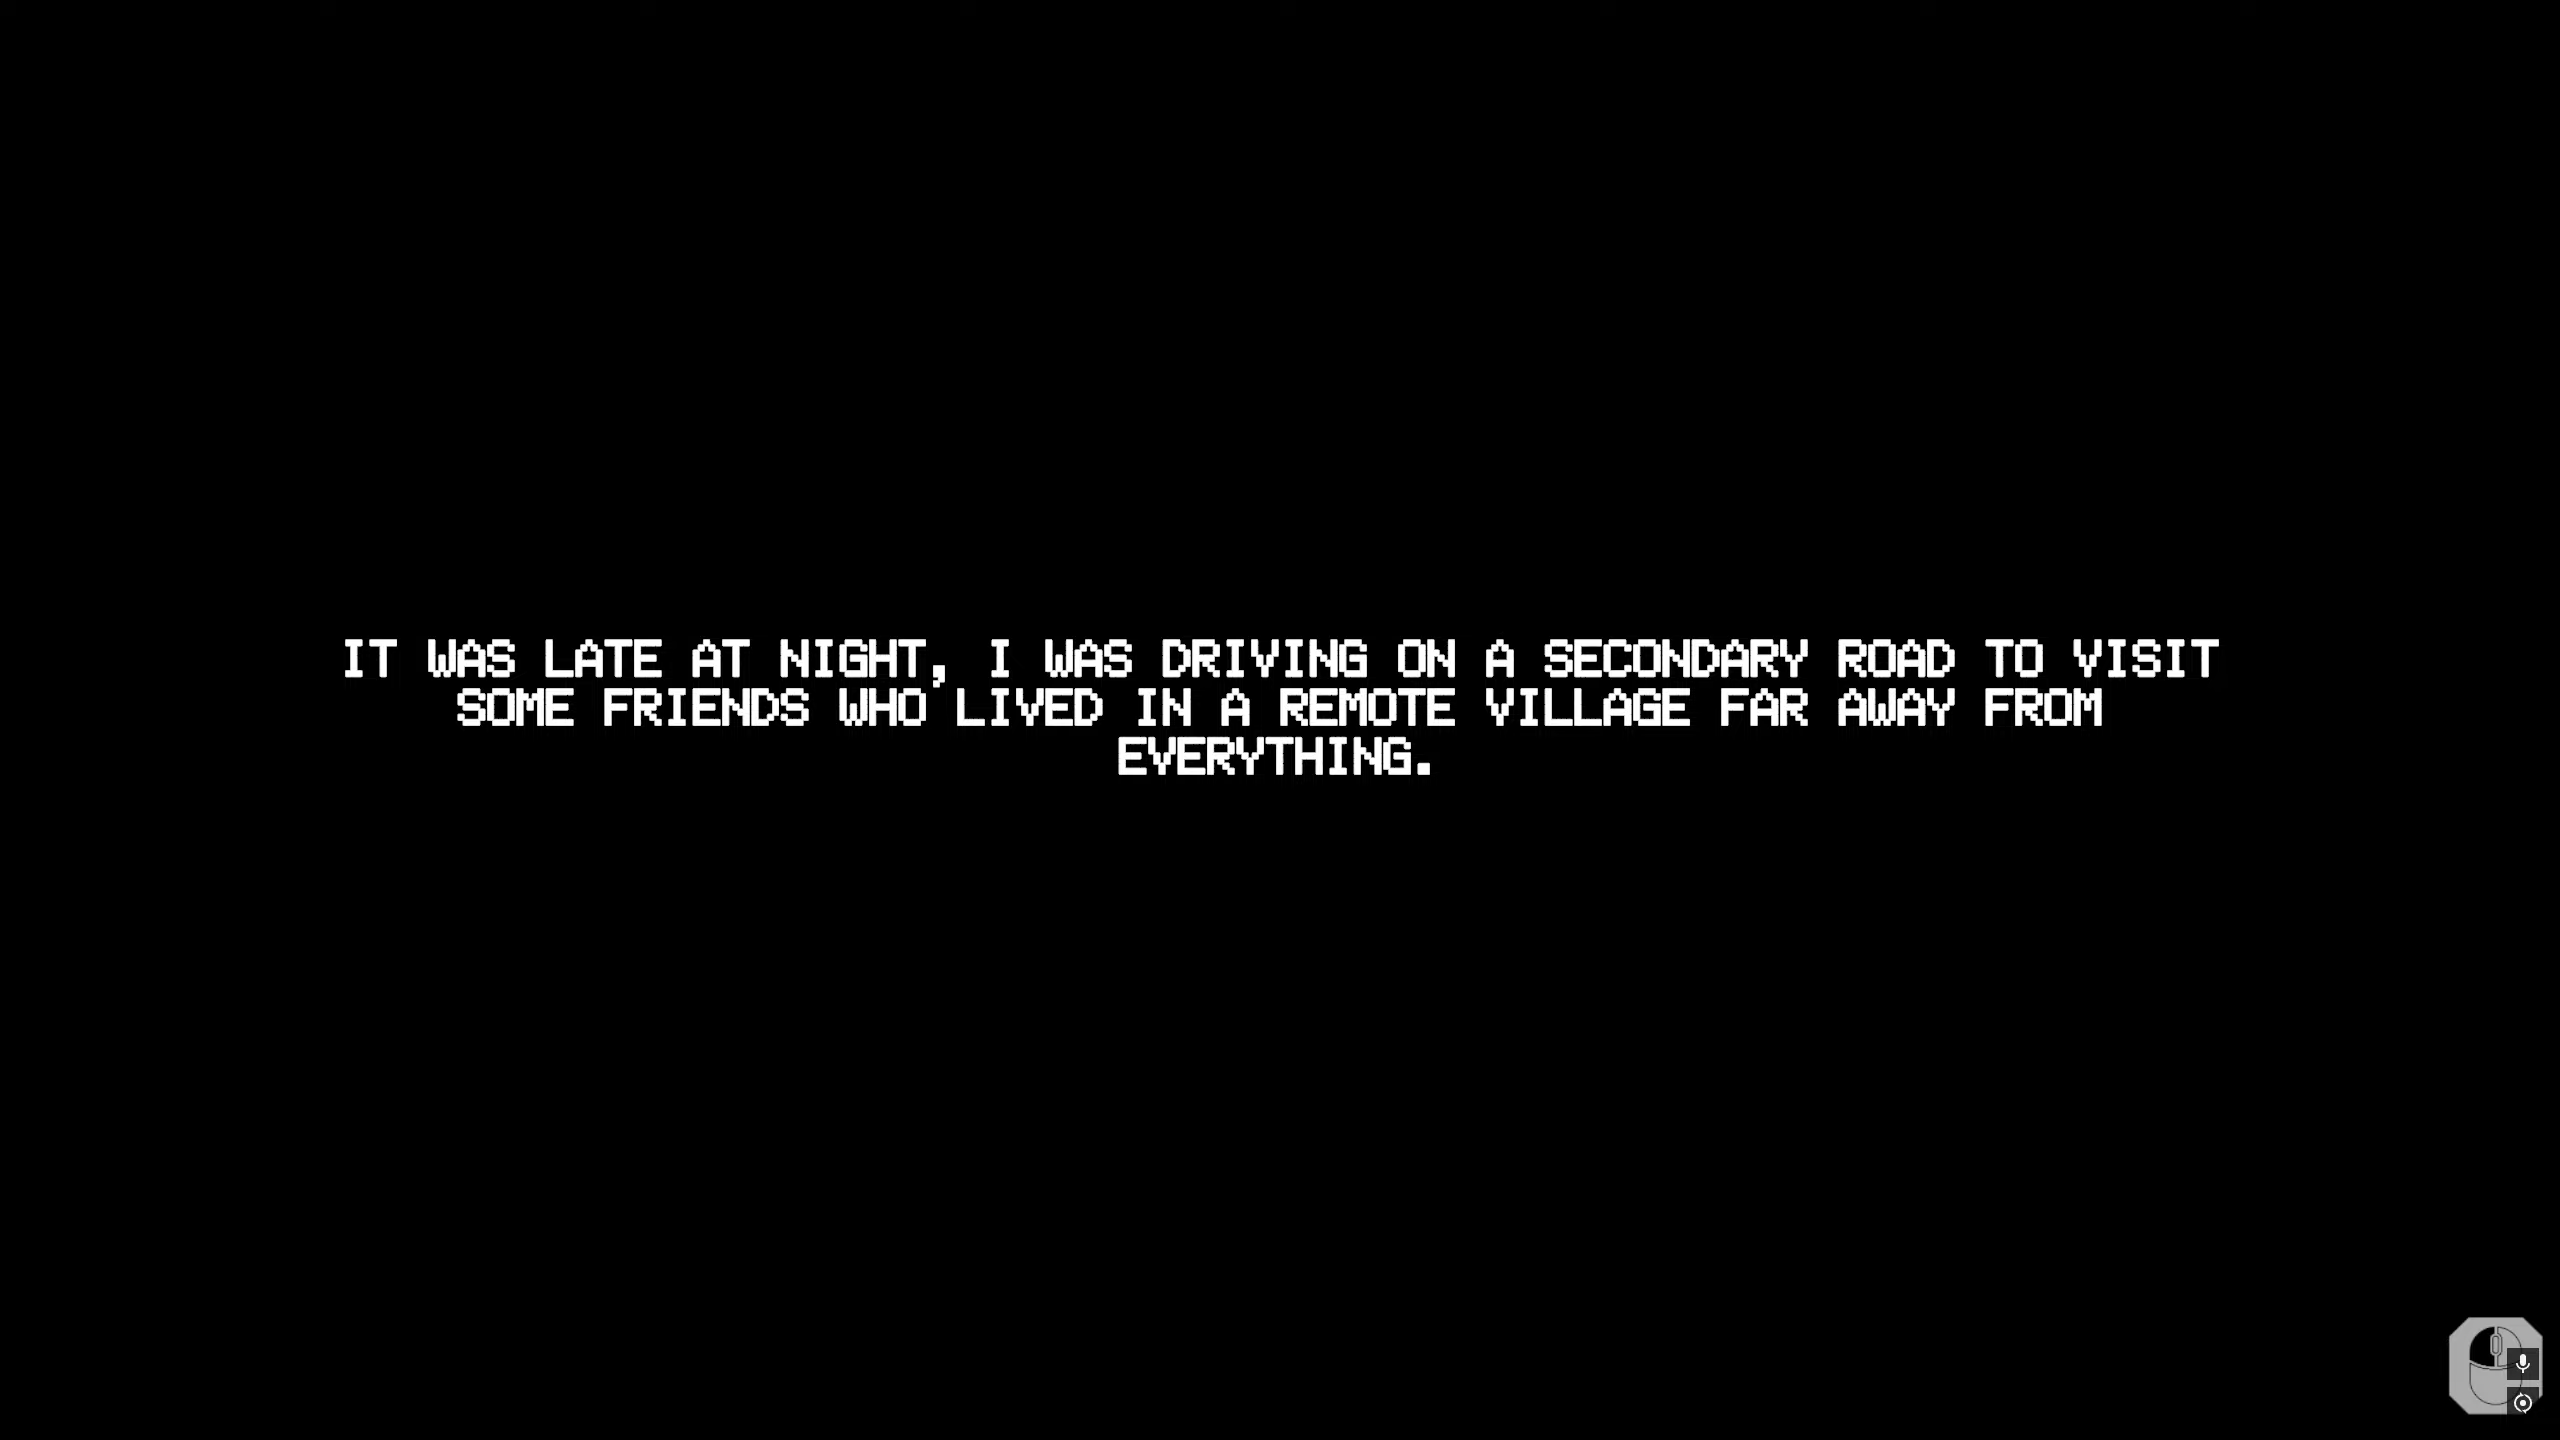 IT WAS LATE AT NIGHT, I WAS DRIVING ON A SECONDARY ROAD TO VISIT
SOME FRIENDS WHO LIVED IN A REMOTE VILLAGE FAR AWAY FROM
EVERYTHING.